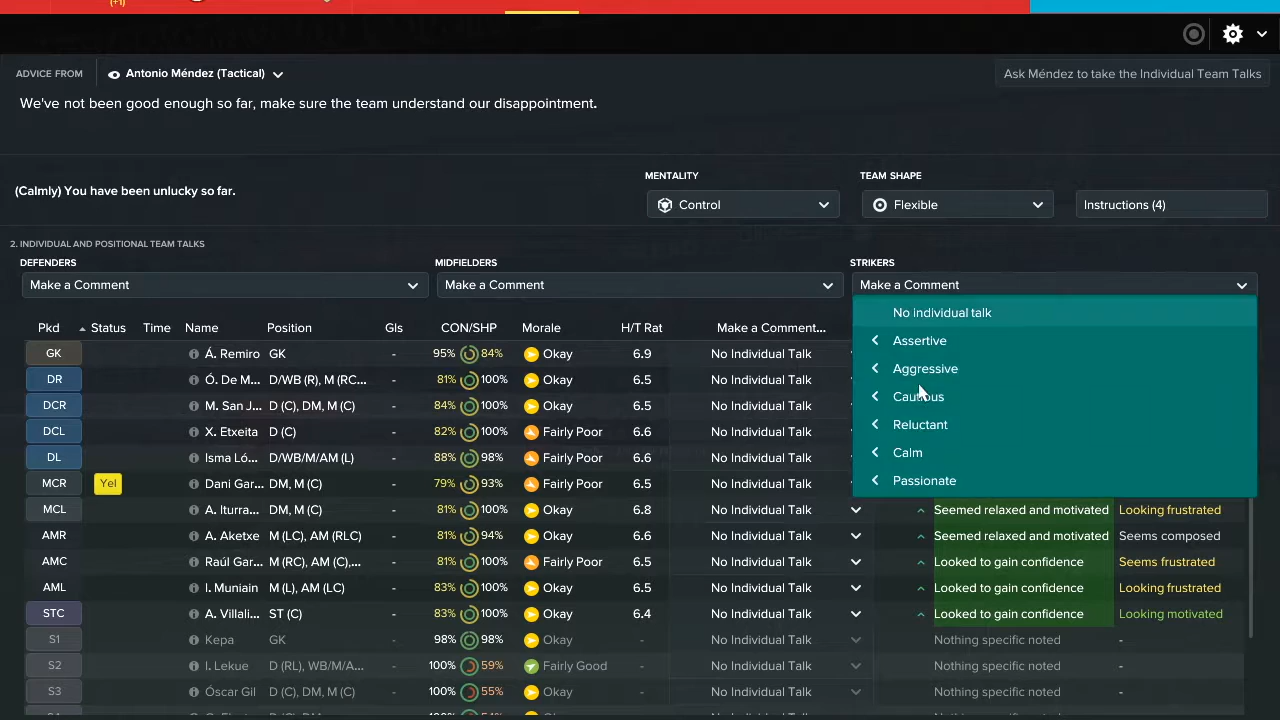 (+1)
ADVICE FROM Antonio Méndez (Tactical) Ask Méndez to take the Individual Team Talks
We've not been good enough so far, make sure the team understand our disappointment.
MENTALITY TEAM SHAPE
(Calmly) You have been unlucky so far. Control Flexible Instructions (4)
2. INDIVIDUAL AND POSITIONAL TEAM TALKS
DEFENDERS MIDFIELDERS STRIKERS
Make a Comment Make a Comment Make a Comment
No individual talk
Assertive
Aggressive
Cautious
Reluctant
Calm
Passionate
Pkd Status Time Name Position Gls CON/SHP Morale H/T Rat Make a Comment...
GK Á. Remiro GK - 95% 84% Okay 6.9 No Individual Talk
DR Ó. De M... D/WB (R), M (RC... - 81% 100% Okay 6.5 No Individual Talk
DCR M. San J... D (C), DM, M (C) - 84% 100% Okay 6.5 No Individual Talk
DCL X. Etxeita D (C) - 82% 100% Fairly Poor 6.6 No Individual Talk
DL Isma Ló... D/WB/M/AM (L) - 88% 98% Fairly Poor 6.6 No Individual Talk
MCR Yel Dani Gar... DM, M (C) - 79% 93% Fairly Poor 6.5 No Individual Talk
MCL A. Iturra... DM, M (C) - 81% 100% Okay 6.8 No Individual Talk Seemed relaxed and motivated Looking frustrated
AMR A. Aketxe M (LC), AM (RLC) - 81% 94% Okay 6.6 No Individual Talk Seemed relaxed and motivated Seems composed
AMC Raúl Gar... M (RC), AM (C),... - 81% 100% Fairly Poor 6.5 No Individual Talk Looked to gain confidence Seems frustrated
AML I. Muniain M (L), AM (LC) - 83% 100% Okay 6.5 No Individual Talk Looked to gain confidence Looking frustrated
STC A. Villali... ST (C) - 83% 100% Okay 6.4 No Individual Talk Looked to gain confidence Looking motivated
S1 Kepa GK - 98% 98% Okay - No Individual Talk Nothing specific noted -
S2 I. Lekue D (RL), WB/M/A... - 100% 59% Fairly Good - No Individual Talk Nothing specific noted -
S3 Óscar Gil D (C), DM, M (C) - 100% 55% Okay - No Individual Talk Nothing specific noted -